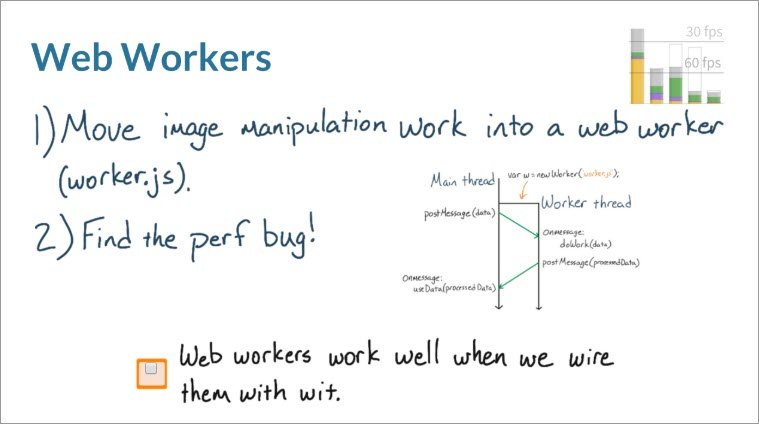 Web Workers
30 fps
60 fps
1) Move image manipulation work into a web worker
(worker.js).
2) Find the perf bug!
var w = new Worker('worker.js');
Main thread
Worker thread
postMessage(data)
Onmessage:
doWork(data)
postMessage(processedData)
Onmessage:
useData(processedData)
Web workers work well when we wire
them with wit.